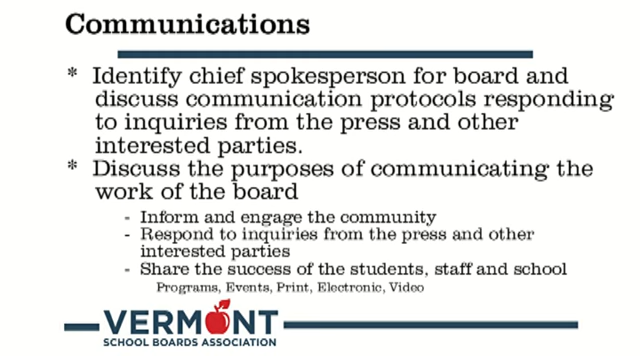 Communications
* Identify chief spokesperson for board and
discuss communication protocols responding
to inquiries from the press and other
interested parties.
* Discuss the purposes of communicating the
work of the board
- Inform and engage the community
- Respond to inquiries from the press and other
interested parties
- Share the success of the students, staff and school
Programs, Events, Print, Electronic, Video
VERMONT
SCHOOL BOARDS ASSOCIATION